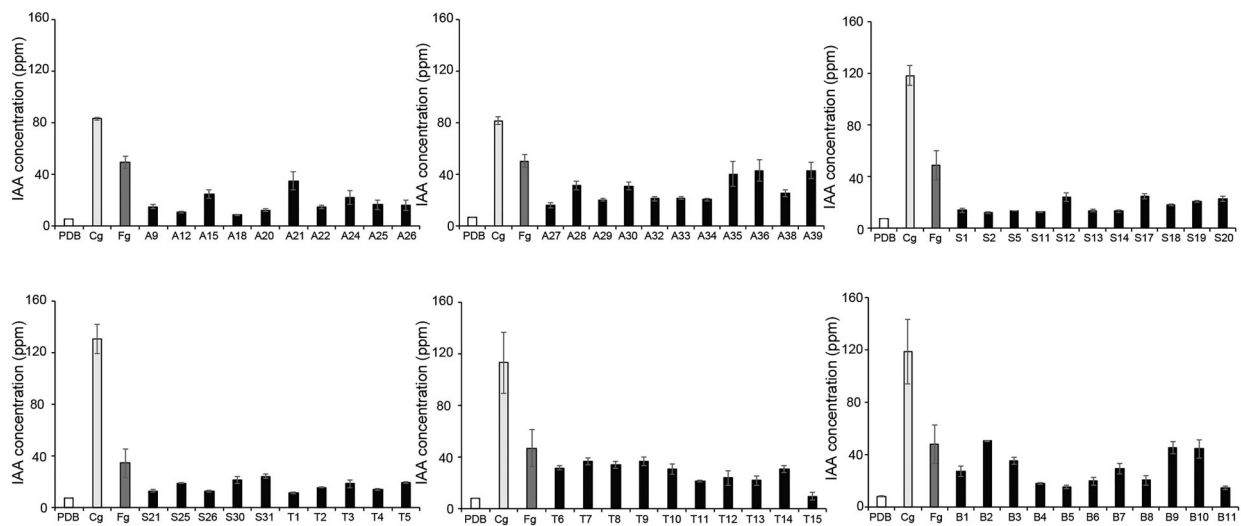 160
120
80
40
0
IAA concentration (ppm)
PDB Cg Fg A9 A12 A15 A18 A20 A21 A22 A24 A25 A26
160
120
80
40
0
IAA concentration (ppm)
PDB Cg Fg A27 A28 A29 A30 A32 A33 A34 A35 A36 A38 A39
160
120
80
40
0
IAA concentration (ppm)
PDB Cg Fg S1 S2 S5 S11 S12 S13 S14 S17 S18 S19 S20
160
120
80
40
0
IAA concentration (ppm)
PDB Cg Fg S21 S25 S26 S30 S31 T1 T2 T3 T4 T5
160
120
80
40
0
IAA concentration (ppm)
PDB Cg Fg T6 T7 T8 T9 T10 T11 T12 T13 T14 T15
160
120
80
40
0
IAA concentration (ppm)
PDB Cg Fg B1 B2 B3 B4 B5 B6 B7 B8 B9 B10 B11